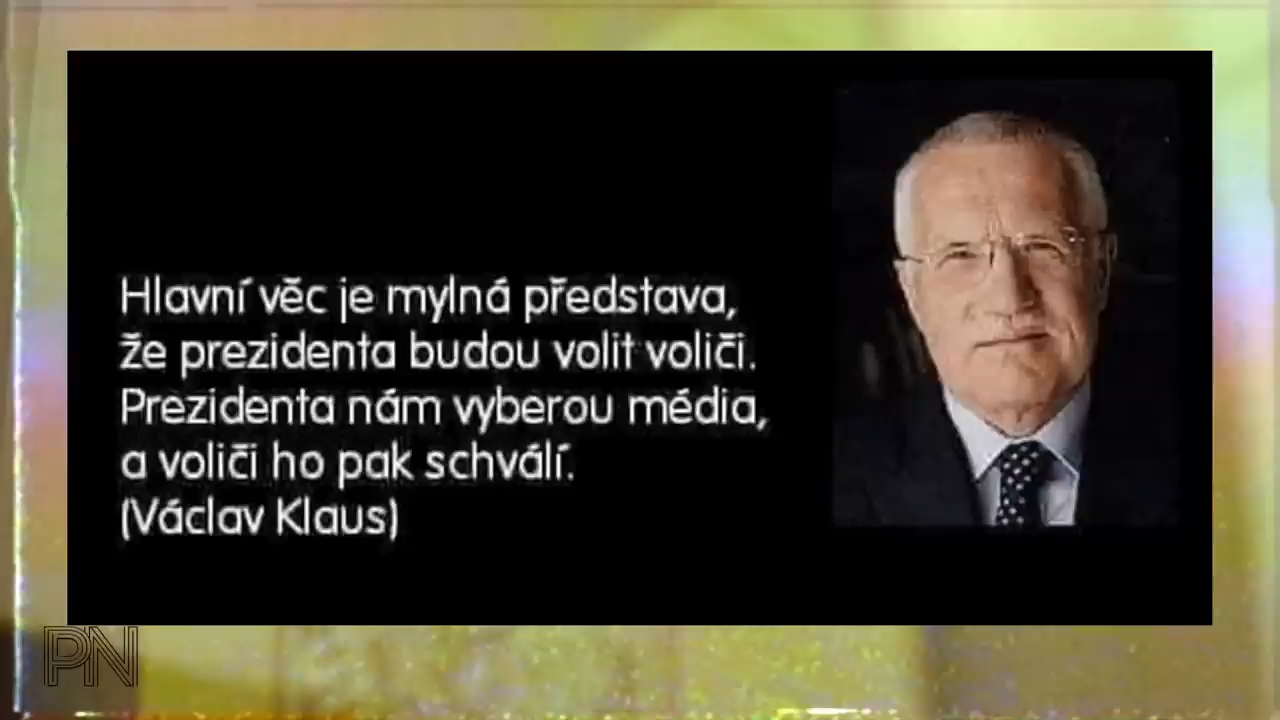 Hlavní věc je mylná představa,
že prezidenta budou volit voliči.
Prezidenta nám vyberou média,
a voliči ho pak schválí.
(Václav Klaus)
PN